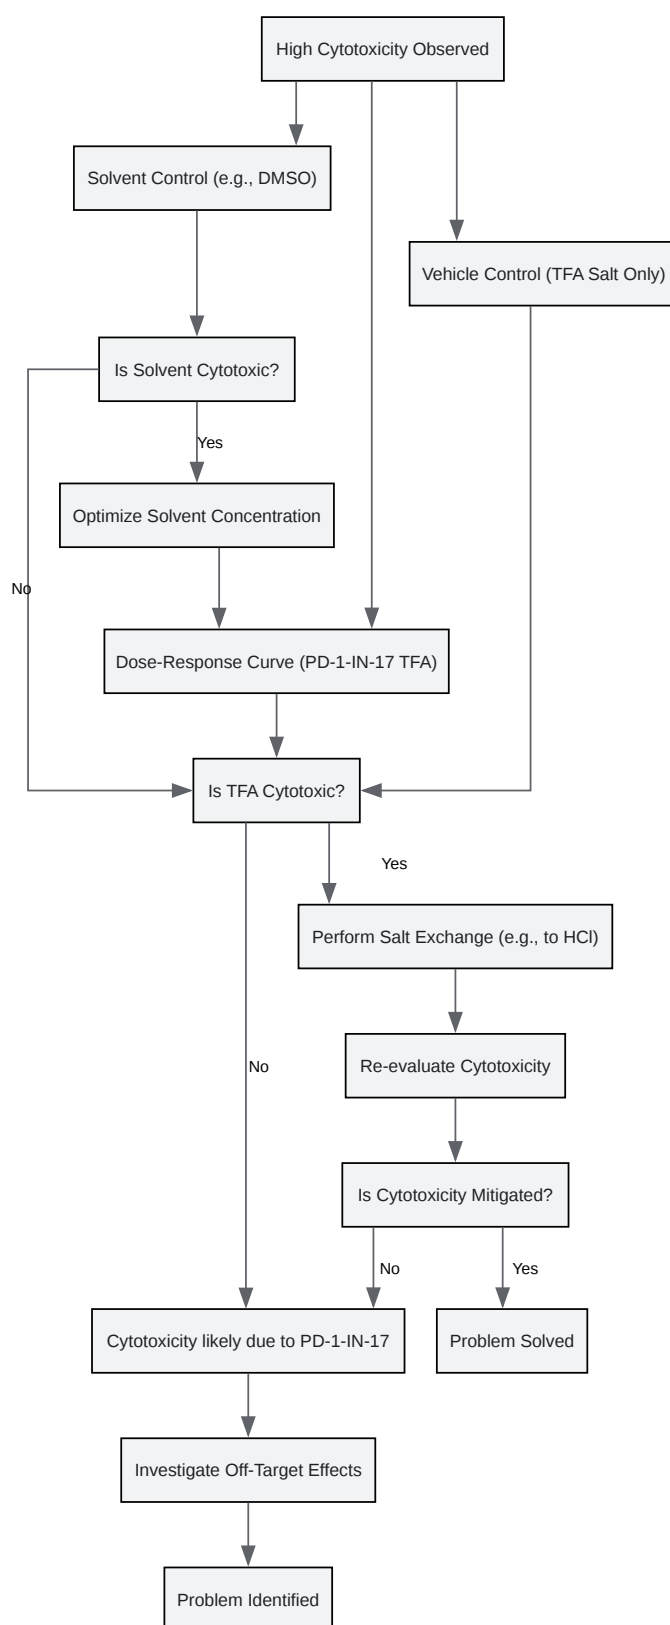 High Cytotoxicity Observed
Solvent Control (e.g., DMSO)
Vehicle Control (TFA Salt Only)
Is Solvent Cytotoxic?
Yes
Optimize Solvent Concentration
No
Dose-Response Curve (PD-1-IN-17 TFA)
Is TFA Cytotoxic?
Yes
Perform Salt Exchange (e.g., to HCl)
Re-evaluate Cytotoxicity
No
Is Cytotoxicity Mitigated?
No
Yes
Cytotoxicity likely due to PD-1-IN-17
Problem Solved
Investigate Off-Target Effects
Problem Identified